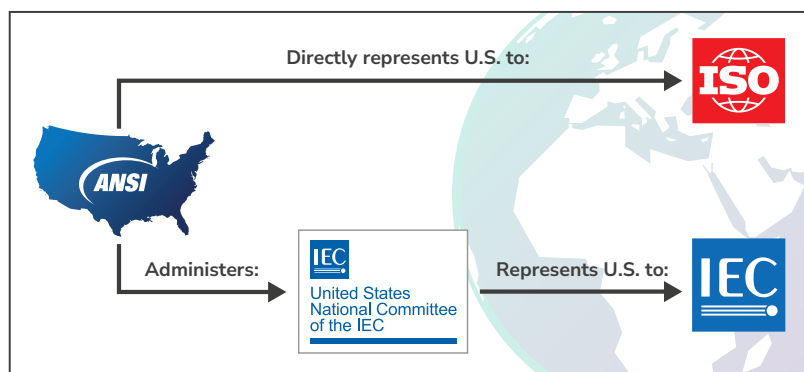 Directly represents U.S. to:
ISO
ANSI
Administers:
IEC
United States
National Committee
of the IEC
Represents U.S. to:
IEC